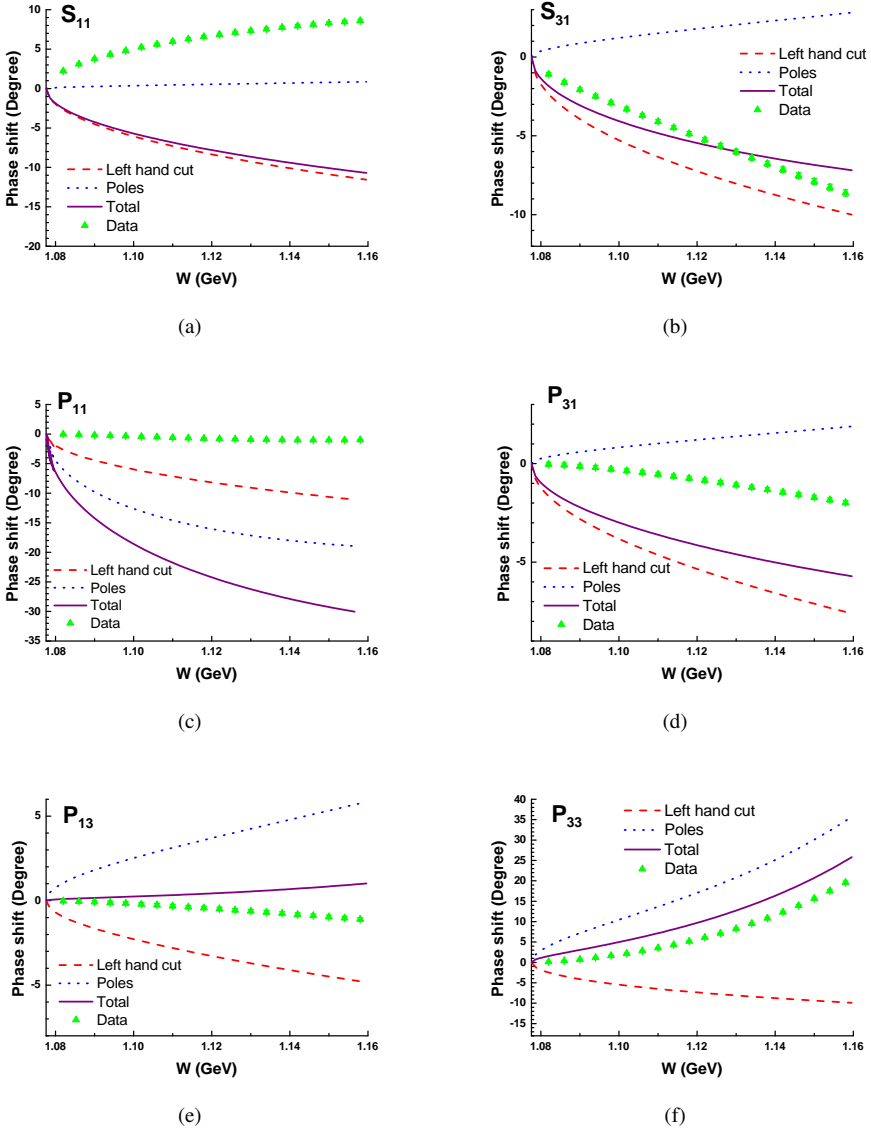 S11
Phase shift (Degree)
10
5
0
-5
-10
-15
-20
Left hand cut
Poles
Total
Data
1.08
1.10
1.12
1.14
1.16
W (GeV)
(a)
S31
Phase shift (Degree)
0
-5
-10
Left hand cut
Poles
Total
Data
1.08
1.10
1.12
1.14
1.16
W (GeV)
(b)
P11
Phase shift (Degree)
5
0
-5
-10
-15
-20
-25
-30
-35
Left hand cut
Poles
Total
Data
1.08
1.10
1.12
1.14
1.16
W (GeV)
(c)
P31
Phase shift (Degree)
0
-5
Left hand cut
Poles
Total
Data
1.08
1.10
1.12
1.14
1.16
W (GeV)
(d)
P13
Phase shift (Degree)
5
0
-5
Left hand cut
Poles
Total
Data
1.08
1.10
1.12
1.14
1.16
W (GeV)
(e)
P33
Phase shift (Degree)
40
35
30
25
20
15
10
5
0
-5
-10
-15
Left hand cut
Poles
Total
Data
1.08
1.10
1.12
1.14
1.16
W (GeV)
(f)